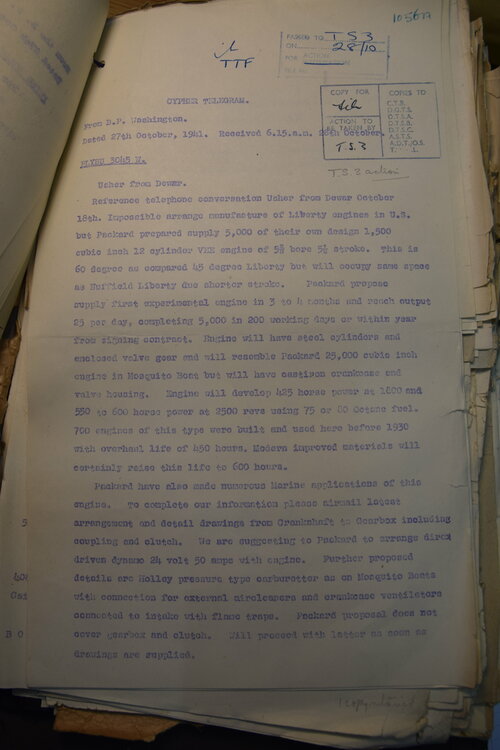 105677
TTF
PASSED TO T S 3
ON 28/10
FOR ACTION
COPY FOR
COPIES TO
C.T.S.
D.O.T.S.
D.T.S.A.
D.T.S.B.
D.T.S.C.
A.S.T.S.
A.D.T./O.S.
ACTION TO
BE TAKEN BY
T.S.3
T.S.3 action
CYPHER TELEGRAM.
From B.P. Washington.
Dated 27th October, 1941. Received 6.15.a.m. 28th October.
Usher from Dewar.
Reference telephone conversation Usher from Dewar October
18th. Impossible arrange manufacture of Liberty engines in U.S.
but Packard prepared supply 5,000 of their own design 1,500
cubic inch 12 cylinder VEE engine of bore stroke. This is
60 degree as compared 45 degree Liberty but will occupy same space
as Nuffield Liberty due shorter stroke. Packard propose
supply first experimental engine in 3 to 4 months and reach output
25 per day, completing 5,000 in 200 working days or within year
from signing contract. Engine will have steel cylinders and
enclosed valve gear and will resemble Packard 25,000 cubic inch
engine in Mosquito Boat but will have castiron crankcase and
valve housing. Engine will develop 425 horse power at 1800 and
550 to 600 horse power at 2500 revs using 75 or 80 Octane fuel.
700 engines of this type were built and used here before 1930
with overhaul life of 450 hours. Modern improved materials will
certainly raise this life to 600 hours.
Packard have also made numerous Marine applications of this
engine. To complete our information please airmail latest
arrangement and detail drawings from Crankshaft to Gearbox including
coupling and clutch. We are suggesting to Packard to arrange direct
driven dynamo 24 volt 50 amps with engine. Further proposed
details are Holley pressure type carburetter as on Mosquito Boats
with connection for external aircleaners and crankcase ventilators
connected to intake with flame traps. Packard proposal does not
cover gearbox and clutch. Will proceed with latter as soon as
drawings are supplied.